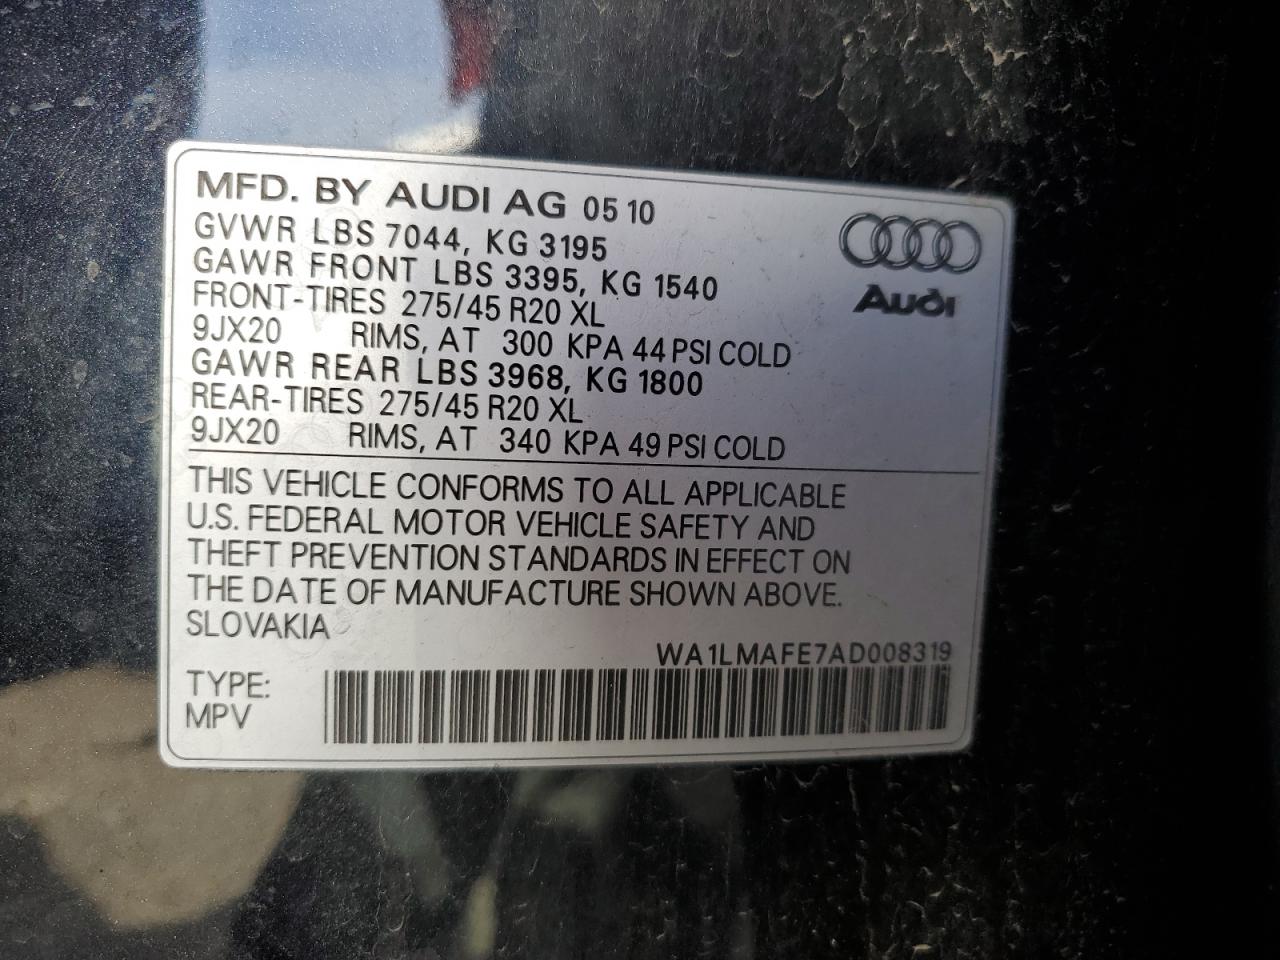 MFD. BY AUDI AG 05 10
GVWR LBS 7044, KG 3195
GAWR FRONT LBS 3395, KG 1540
FRONT-TIRES 275/45 R20 XL
9JX20 RIMS, AT 300 KPA 44 PSI COLD
GAWR REAR LBS 3968, KG 1800
REAR-TIRES 275/45 R20 XL
9JX20 RIMS, AT 340 KPA 49 PSI COLD
Audi
THIS VEHICLE CONFORMS TO ALL APPLICABLE
U.S. FEDERAL MOTOR VEHICLE SAFETY AND
THEFT PREVENTION STANDARDS IN EFFECT ON
THE DATE OF MANUFACTURE SHOWN ABOVE.
SLOVAKIA
WA1LMAFE7AD008319
TYPE:
MPV